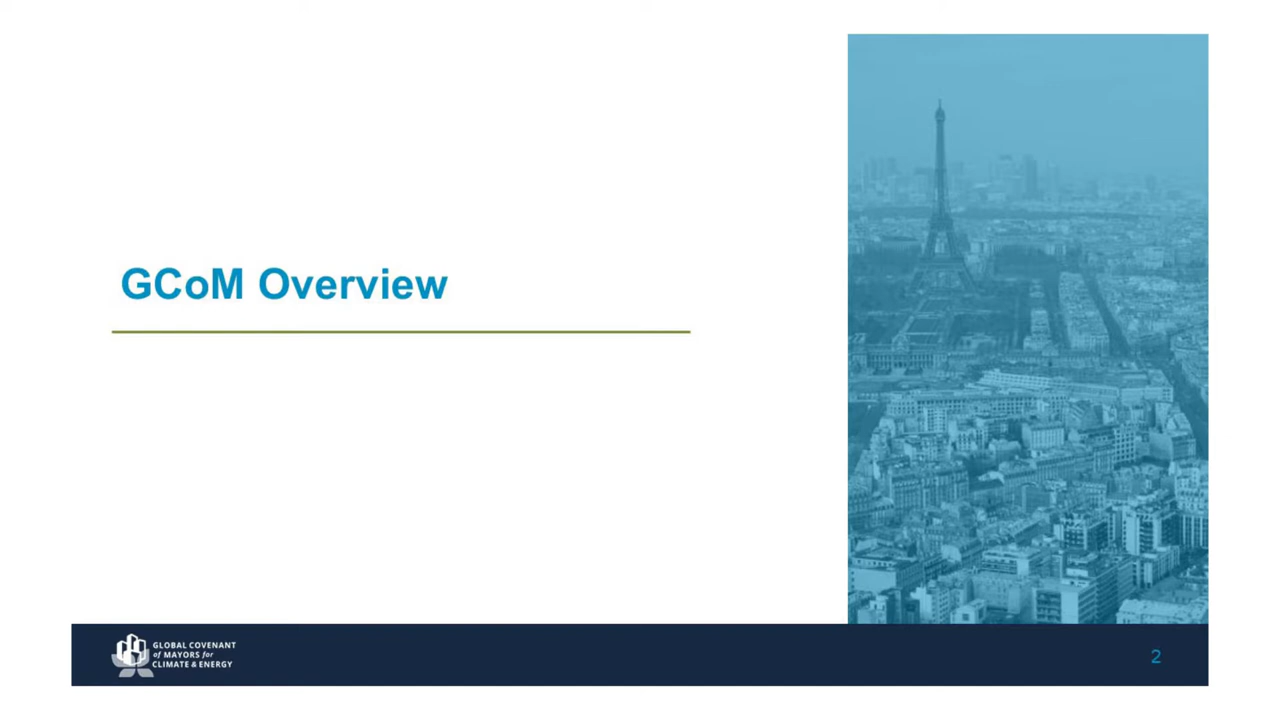 GCoM Overview
GLOBAL COVENANT
of MAYORS for
CLIMATE & ENERGY
2